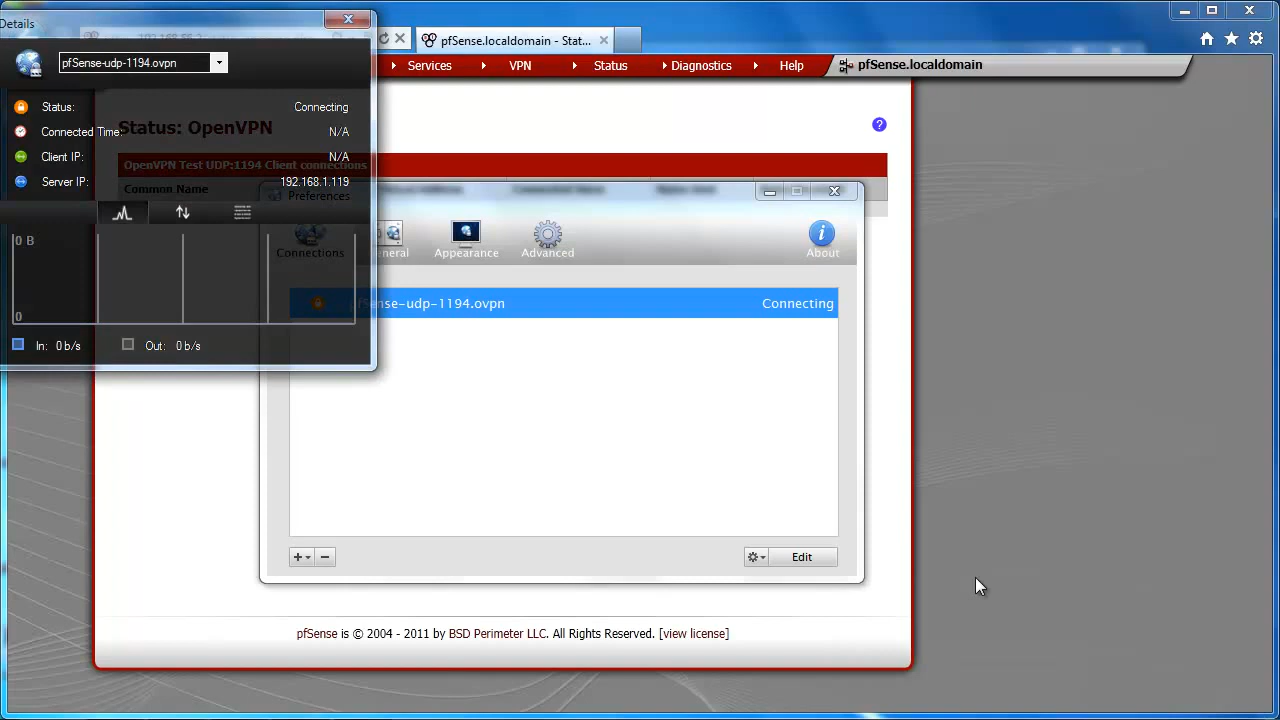 Details
pfSense.localdomain - Stat...
pfSense-udp-1194.ovpn
Services
VPN
Status
Diagnostics
Help
pfSense.localdomain
Status: Connecting
Connected Time: N/A
Client IP: N/A
Server IP: 192.168.1.119
Status: OpenVPN
OpenVPN Test UDP:1194 Client connections
Common Name
Preferences
Connections
General
Appearance
Advanced
About
0 B
0
In: 0 b/s
Out: 0 b/s
pfSense-udp-1194.ovpn Connecting
Edit
pfSense is © 2004 - 2011 by BSD Perimeter LLC. All Rights Reserved. [view license]